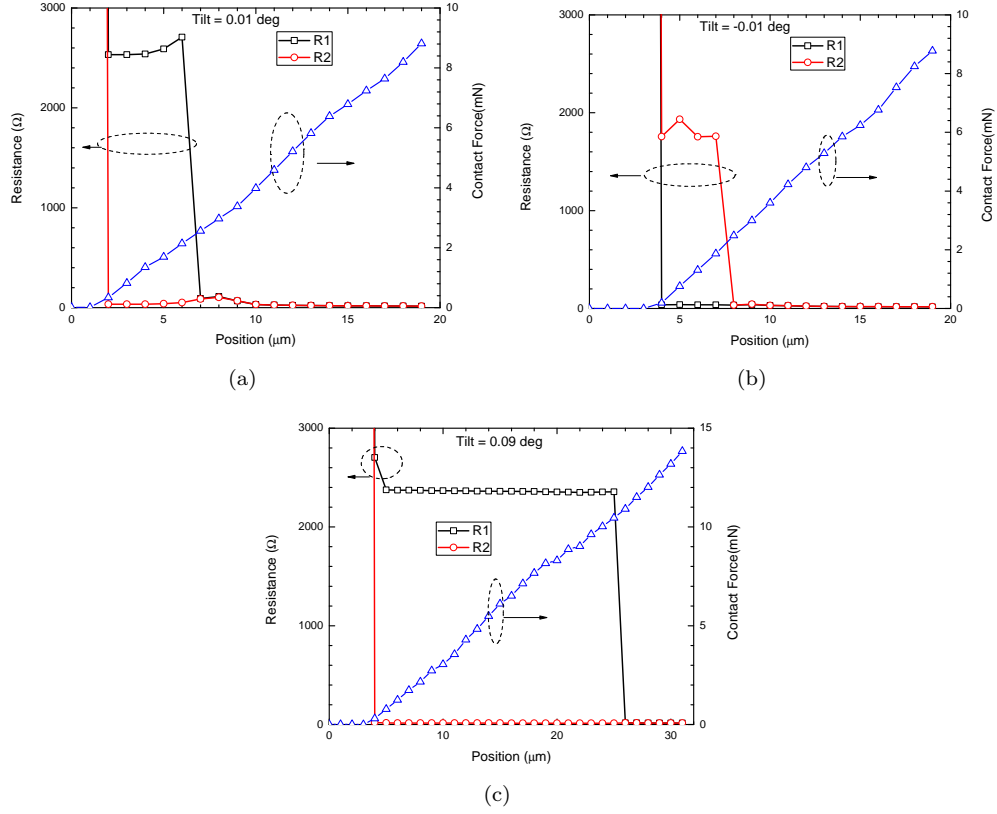 Tilt = 0.01 deg
R1
R2
Resistance (Ω)
Contact Force(mN)
0 1000 2000 3000
0 2 4 6 8 10
0 5 10 15 20
Position (μm)
(a)
Tilt = -0.01 deg
R1
R2
Resistance (Ω)
Contact Force(mN)
0 1000 2000 3000
0 2 4 6 8 10
0 5 10 15 20
Position (μm)
(b)
Tilt = 0.09 deg
R1
R2
Resistance (Ω)
Contact Force(mN)
0 1000 2000 3000
0 5 10 15
0 10 20 30
Position (μm)
(c)